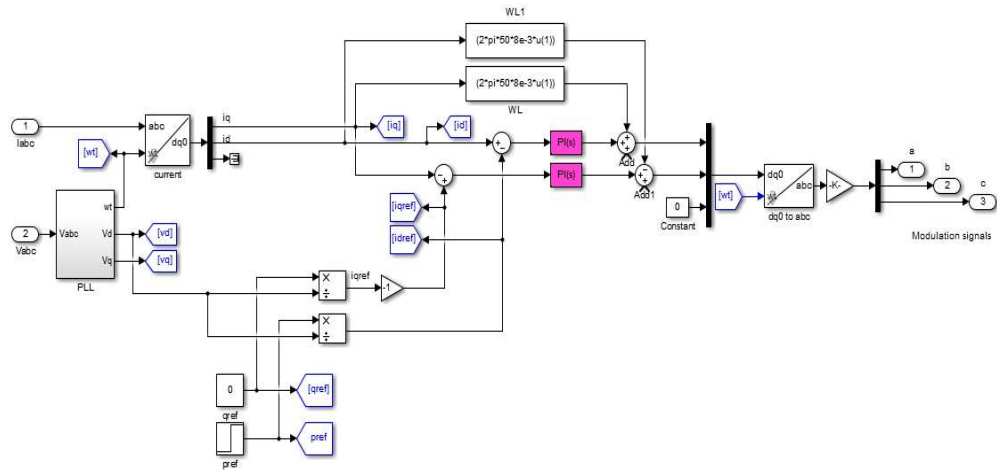 WL1
(2*pi*50*8e-3*u(1))
(2*pi*50*8e-3*u(1))
WL
1
Iabc
abc
dq0
current
iq
id
[iq]
[id]
[wt]
wt
Vabc
Vd
Vq
PLL
2
Vabc
[vd]
[vq]
PI(s)
PI(s)
Add
Add1
[iqref]
[idref]
0
Constant
[wt]
dq0
abc
dq0 to abc
-K-
a
1
b
2
c
3
Modulation signals
iqref
-1
×
÷
×
÷
0
qref
[qref]
pref
pref